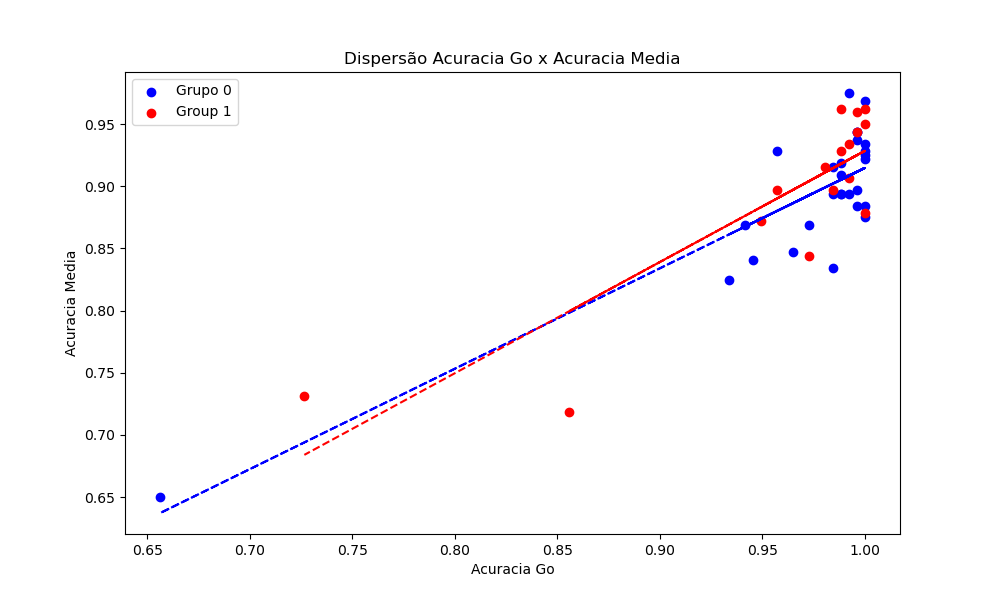 Dispersão Acuracia Go x Acuracia Media
Grupo 0
Group 1
Acuracia Media
0.95
0.90
0.85
0.80
0.75
0.70
0.65
0.65 0.70 0.75 0.80 0.85 0.90 0.95 1.00
Acuracia Go